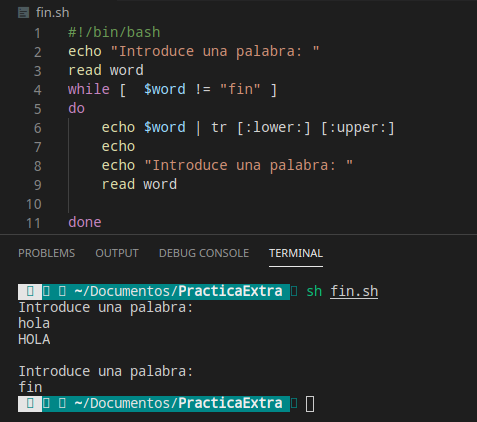 fin.sh
1 #!/bin/bash
2 echo "Introduce una palabra: "
3 read word
4 while [  $word != "fin" ]
5 do
6     echo $word | tr [:lower:] [:upper:]
7     echo
8     echo "Introduce una palabra: "
9     read word
10
11 done
PROBLEMS OUTPUT DEBUG CONSOLE TERMINAL
~/Documentos/PracticaExtra sh fin.sh
Introduce una palabra:
hola
HOLA
Introduce una palabra:
fin
~/Documentos/PracticaExtra